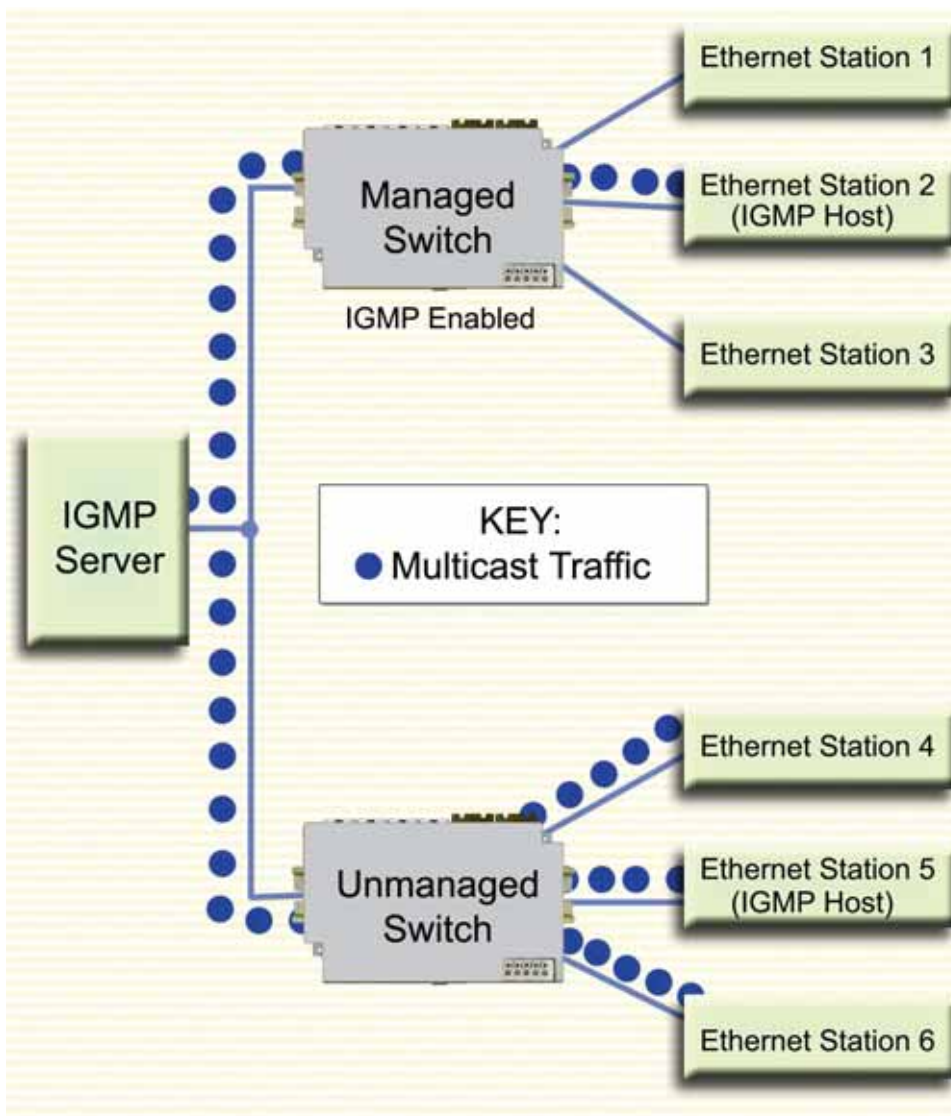 Ethernet Station 1
Managed
Switch
Ethernet Station 2
(IGMP Host)
IGMP Enabled
Ethernet Station 3
IGMP
Server
KEY:
Multicast Traffic
Ethernet Station 4
Unmanaged
Switch
Ethernet Station 5
(IGMP Host)
Ethernet Station 6